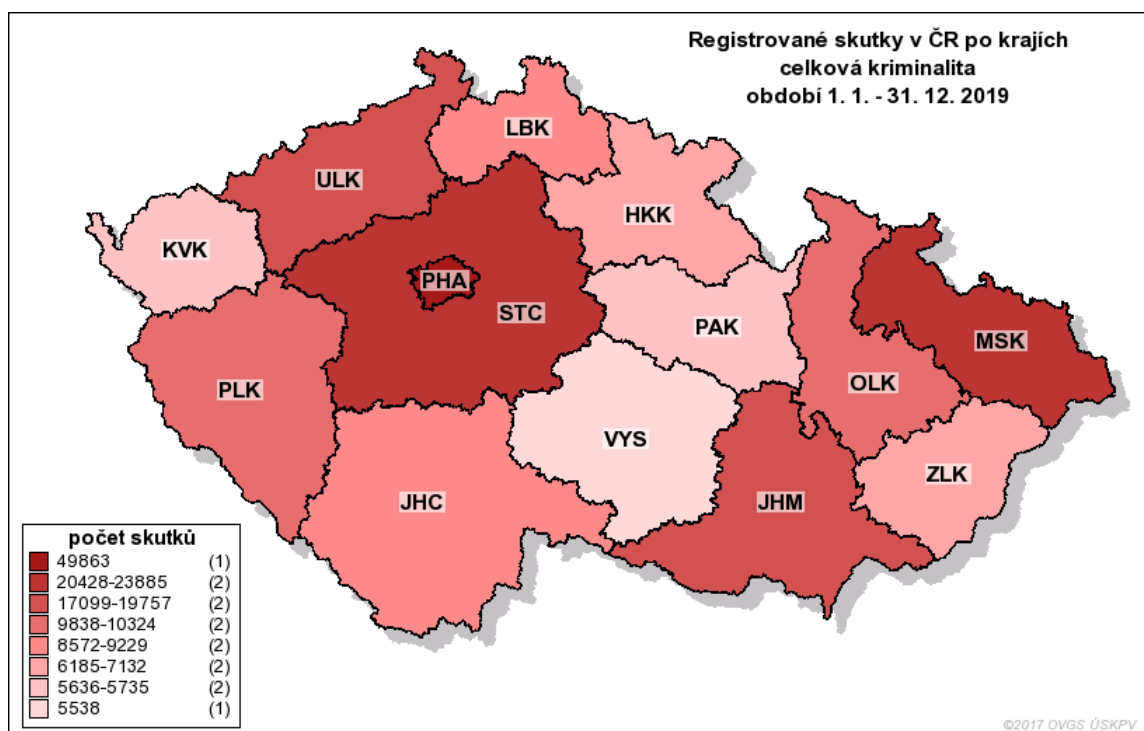 Registrované skutky v ČR po krajích
celková kriminalita
období 1. 1. - 31. 12. 2019
LBK
ULK
HKK
KVK
PHA
STC
PAK
MSK
PLK
OLK
VYS
ZLK
JHC
JHM
počet skutků
49863 (1)
20428-23885 (2)
17099-19757 (2)
9838-10324 (2)
8572-9229 (2)
6185-7132 (2)
5636-5735 (2)
5538 (1)
©2017 OVGS ÚSKPV